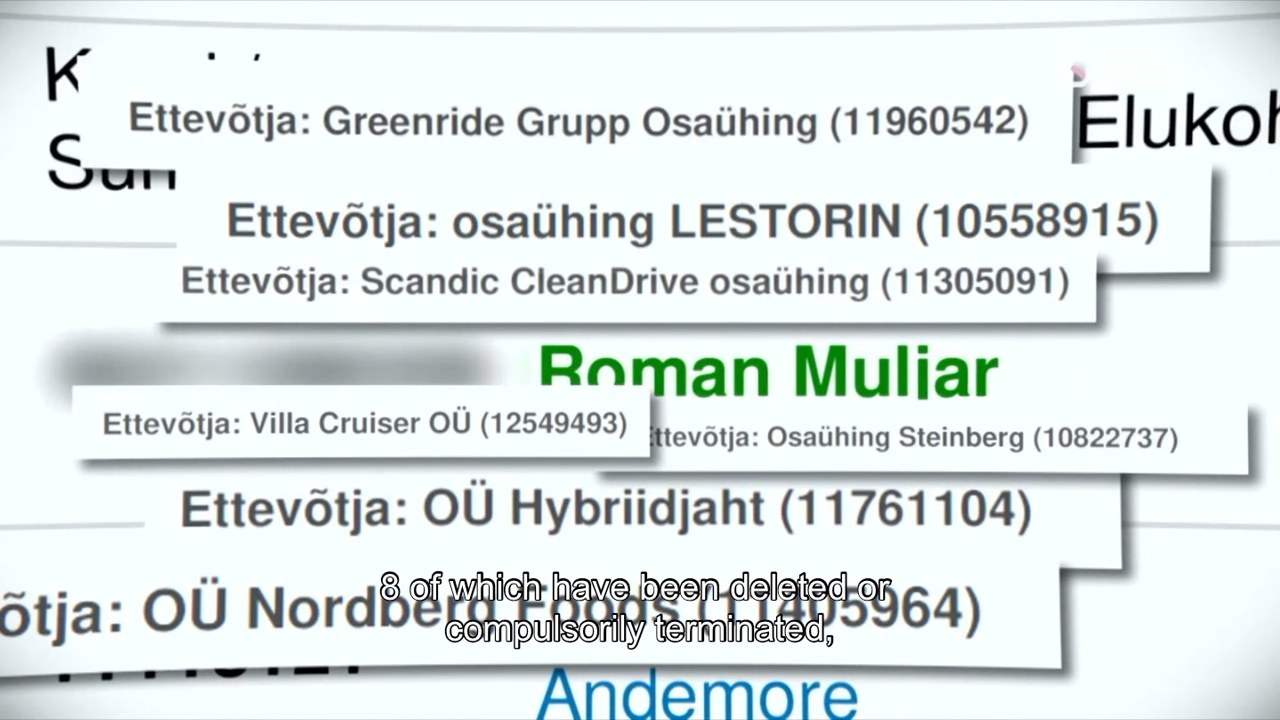 Ettevõtja: Greenride Grupp Osaühing (11960542)
Elukoh
Ettevõtja: osaühing LESTORIN (10558915)
Ettevõtja: Scandic CleanDrive osaühing (11305091)
Roman Muljar
Ettevõtja: Villa Cruiser OÜ (12549493)
Ettevõtja: Osaühing Steinberg (10822737)
Ettevõtja: OÜ Hybriidjaht (11761104)
õtja: OÜ Nordberg Foods (11405964)
8 of which have been deleted or
compulsorily terminated,
Andemore